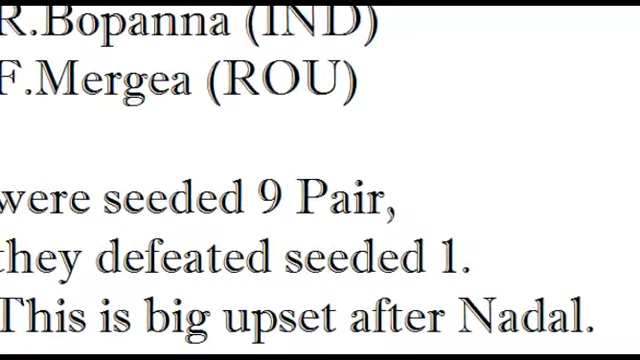 R.Bopanna (IND)
F.Mergea (ROU)
were seeded 9 Pair,
they defeated seeded 1.
This is big upset after Nadal.